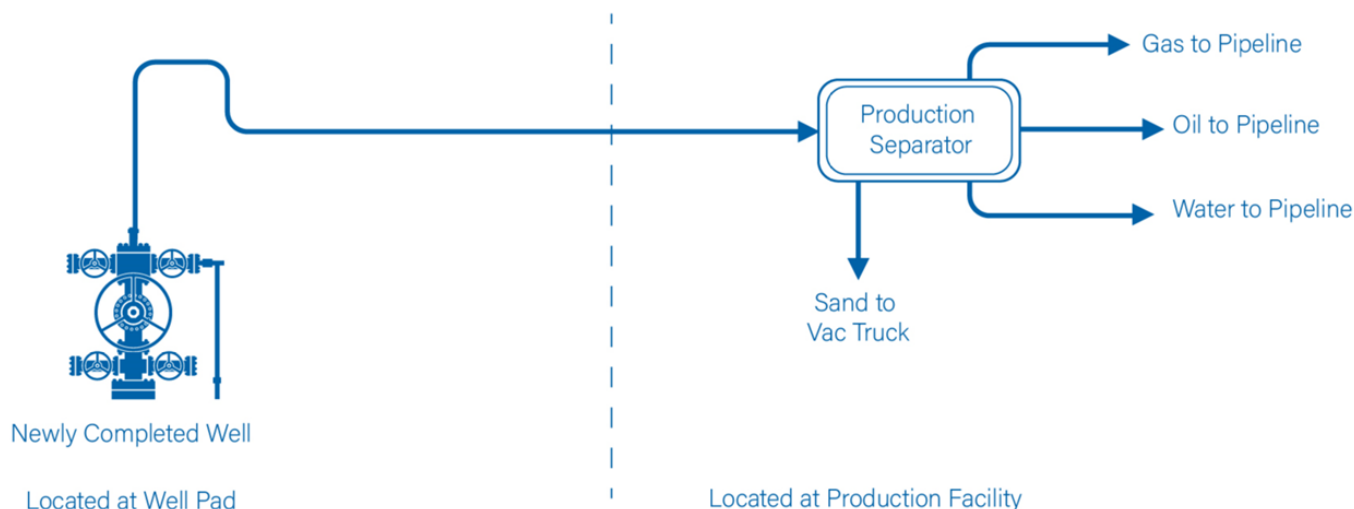 Gas to Pipeline
Production
Separator
Oil to Pipeline
Water to Pipeline
Sand to
Vac Truck
Newly Completed Well
Located at Well Pad
Located at Production Facility